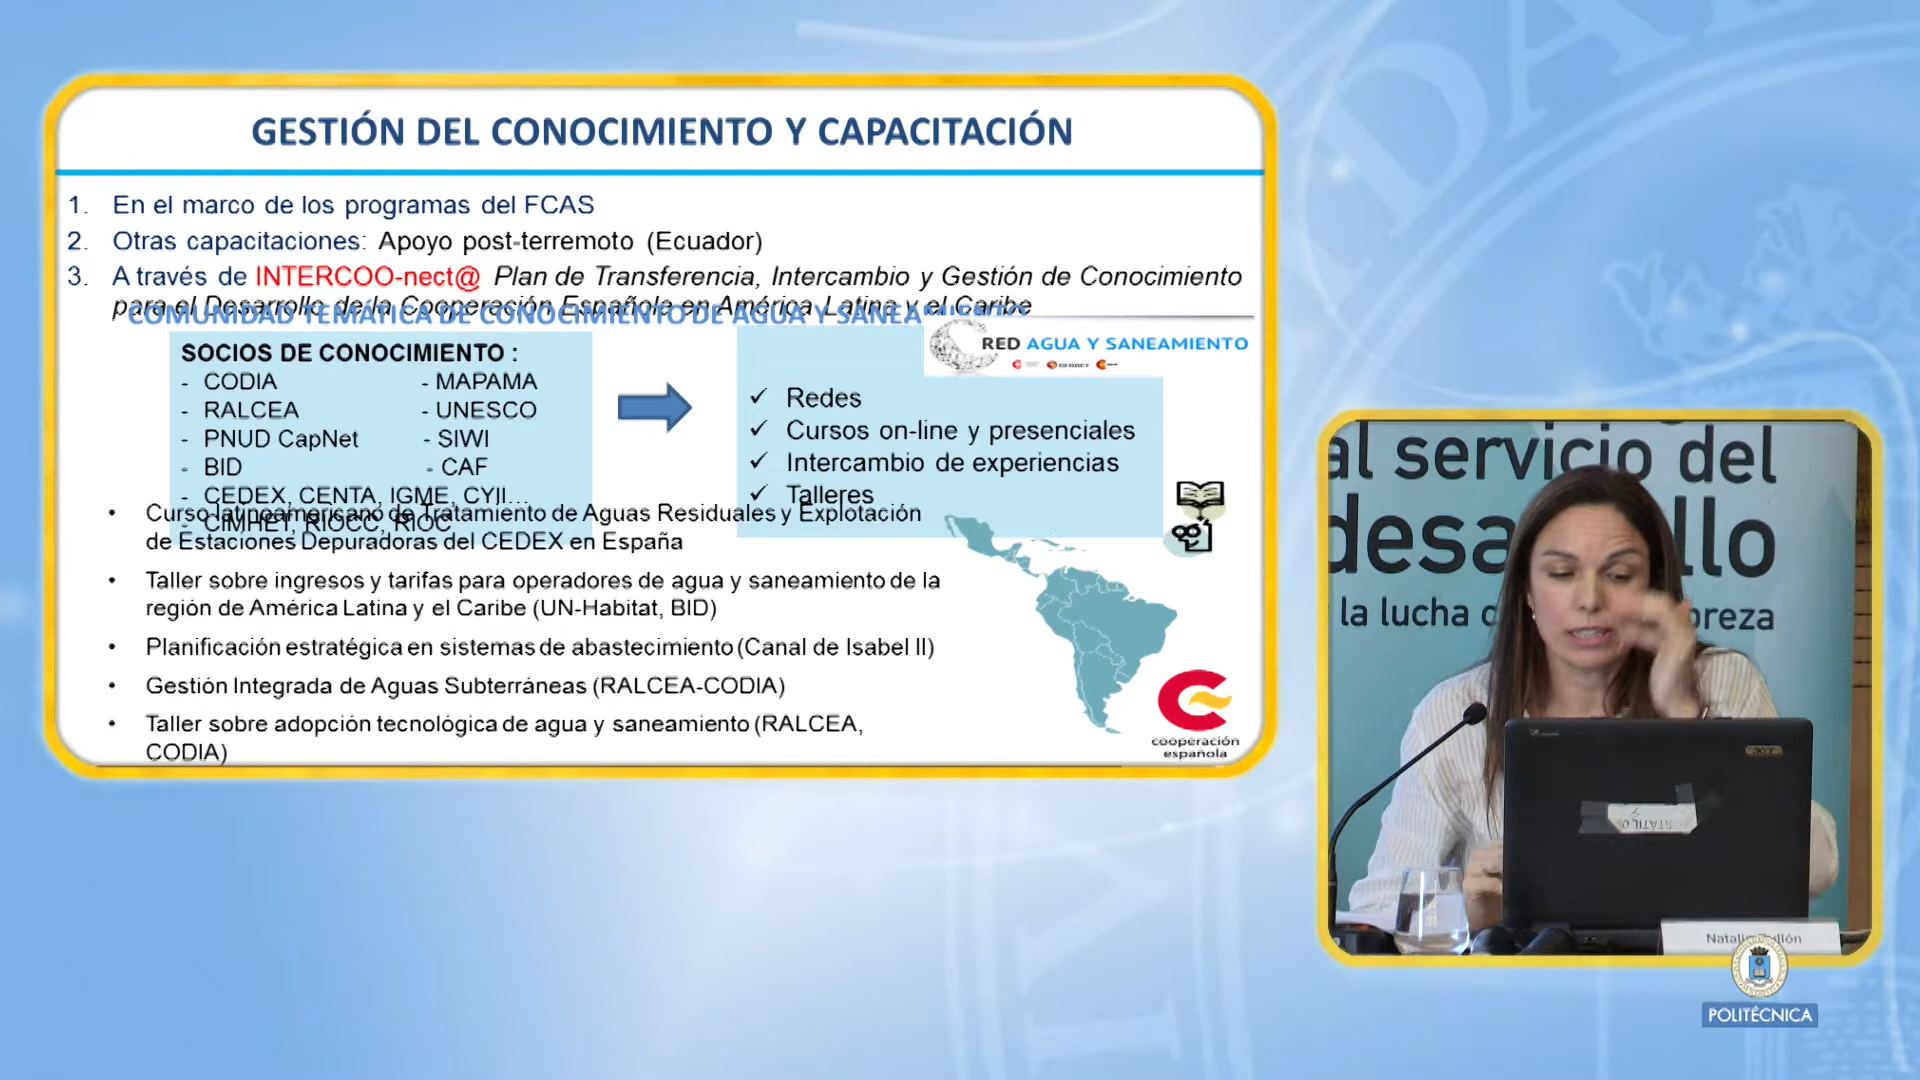 GESTIÓN DEL CONOCIMIENTO Y CAPACITACIÓN
1. En el marco de los programas del FCAS
2. Otras capacitaciones: Apoyo post-terremoto (Ecuador)
3. A través de INTERCOO-nect@ Plan de Transferencia, Intercambio y Gestión de Conocimiento
para el Desarrollo de la Cooperación Española en América Latina y el Caribe
COMUNIDAD TEMÁTICA DE CONOCIMIENTO DE AGUA Y
SOCIOS DE CONOCIMIENTO :
- CODIA - MAPAMA
- RALCEA - UNESCO
- PNUD CapNet - SIWI
- BID - CAF
- CEDEX, CENTA, IGME, CYII...
- CIMHET, RIOCC, RIOC
RED AGUA Y SANEAMIENTO
✓ Redes
✓ Cursos on-line y presenciales
✓ Intercambio de experiencias
✓ Talleres
• Curso latinoamericano de Tratamiento de Aguas Residuales y Explotación
de Estaciones Depuradoras del CEDEX en España
• Taller sobre ingresos y tarifas para operadores de agua y saneamiento de la
región de América Latina y el Caribe (UN-Habitat, BID)
• Planificación estratégica en sistemas de abastecimiento (Canal de Isabel II)
• Gestión Integrada de Aguas Subterráneas (RALCEA-CODIA)
• Taller sobre adopción tecnológica de agua y saneamiento (RALCEA,
CODIA)
cooperación
española
al servicio del
la lucha
POLITÉCNICA